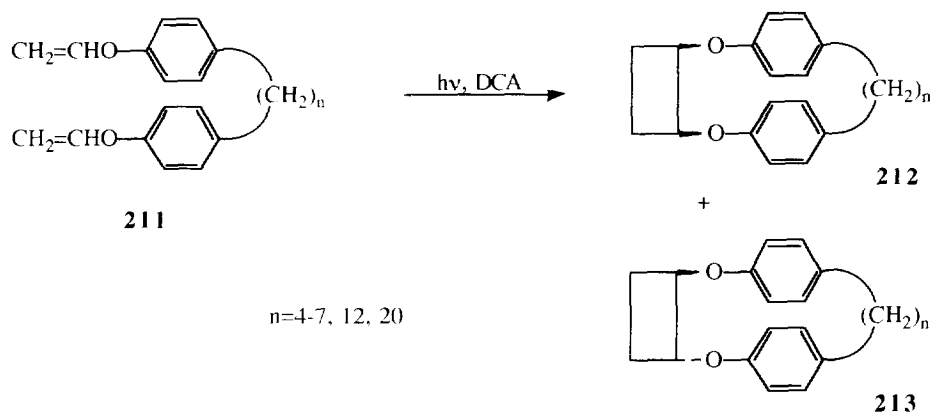 CH2=CHO
O
(CH2)n
CH2=CHO
211
hν, DCA
O
(CH2)n
O
212
+
O
(CH2)n
O
213
n=4-7, 12, 20